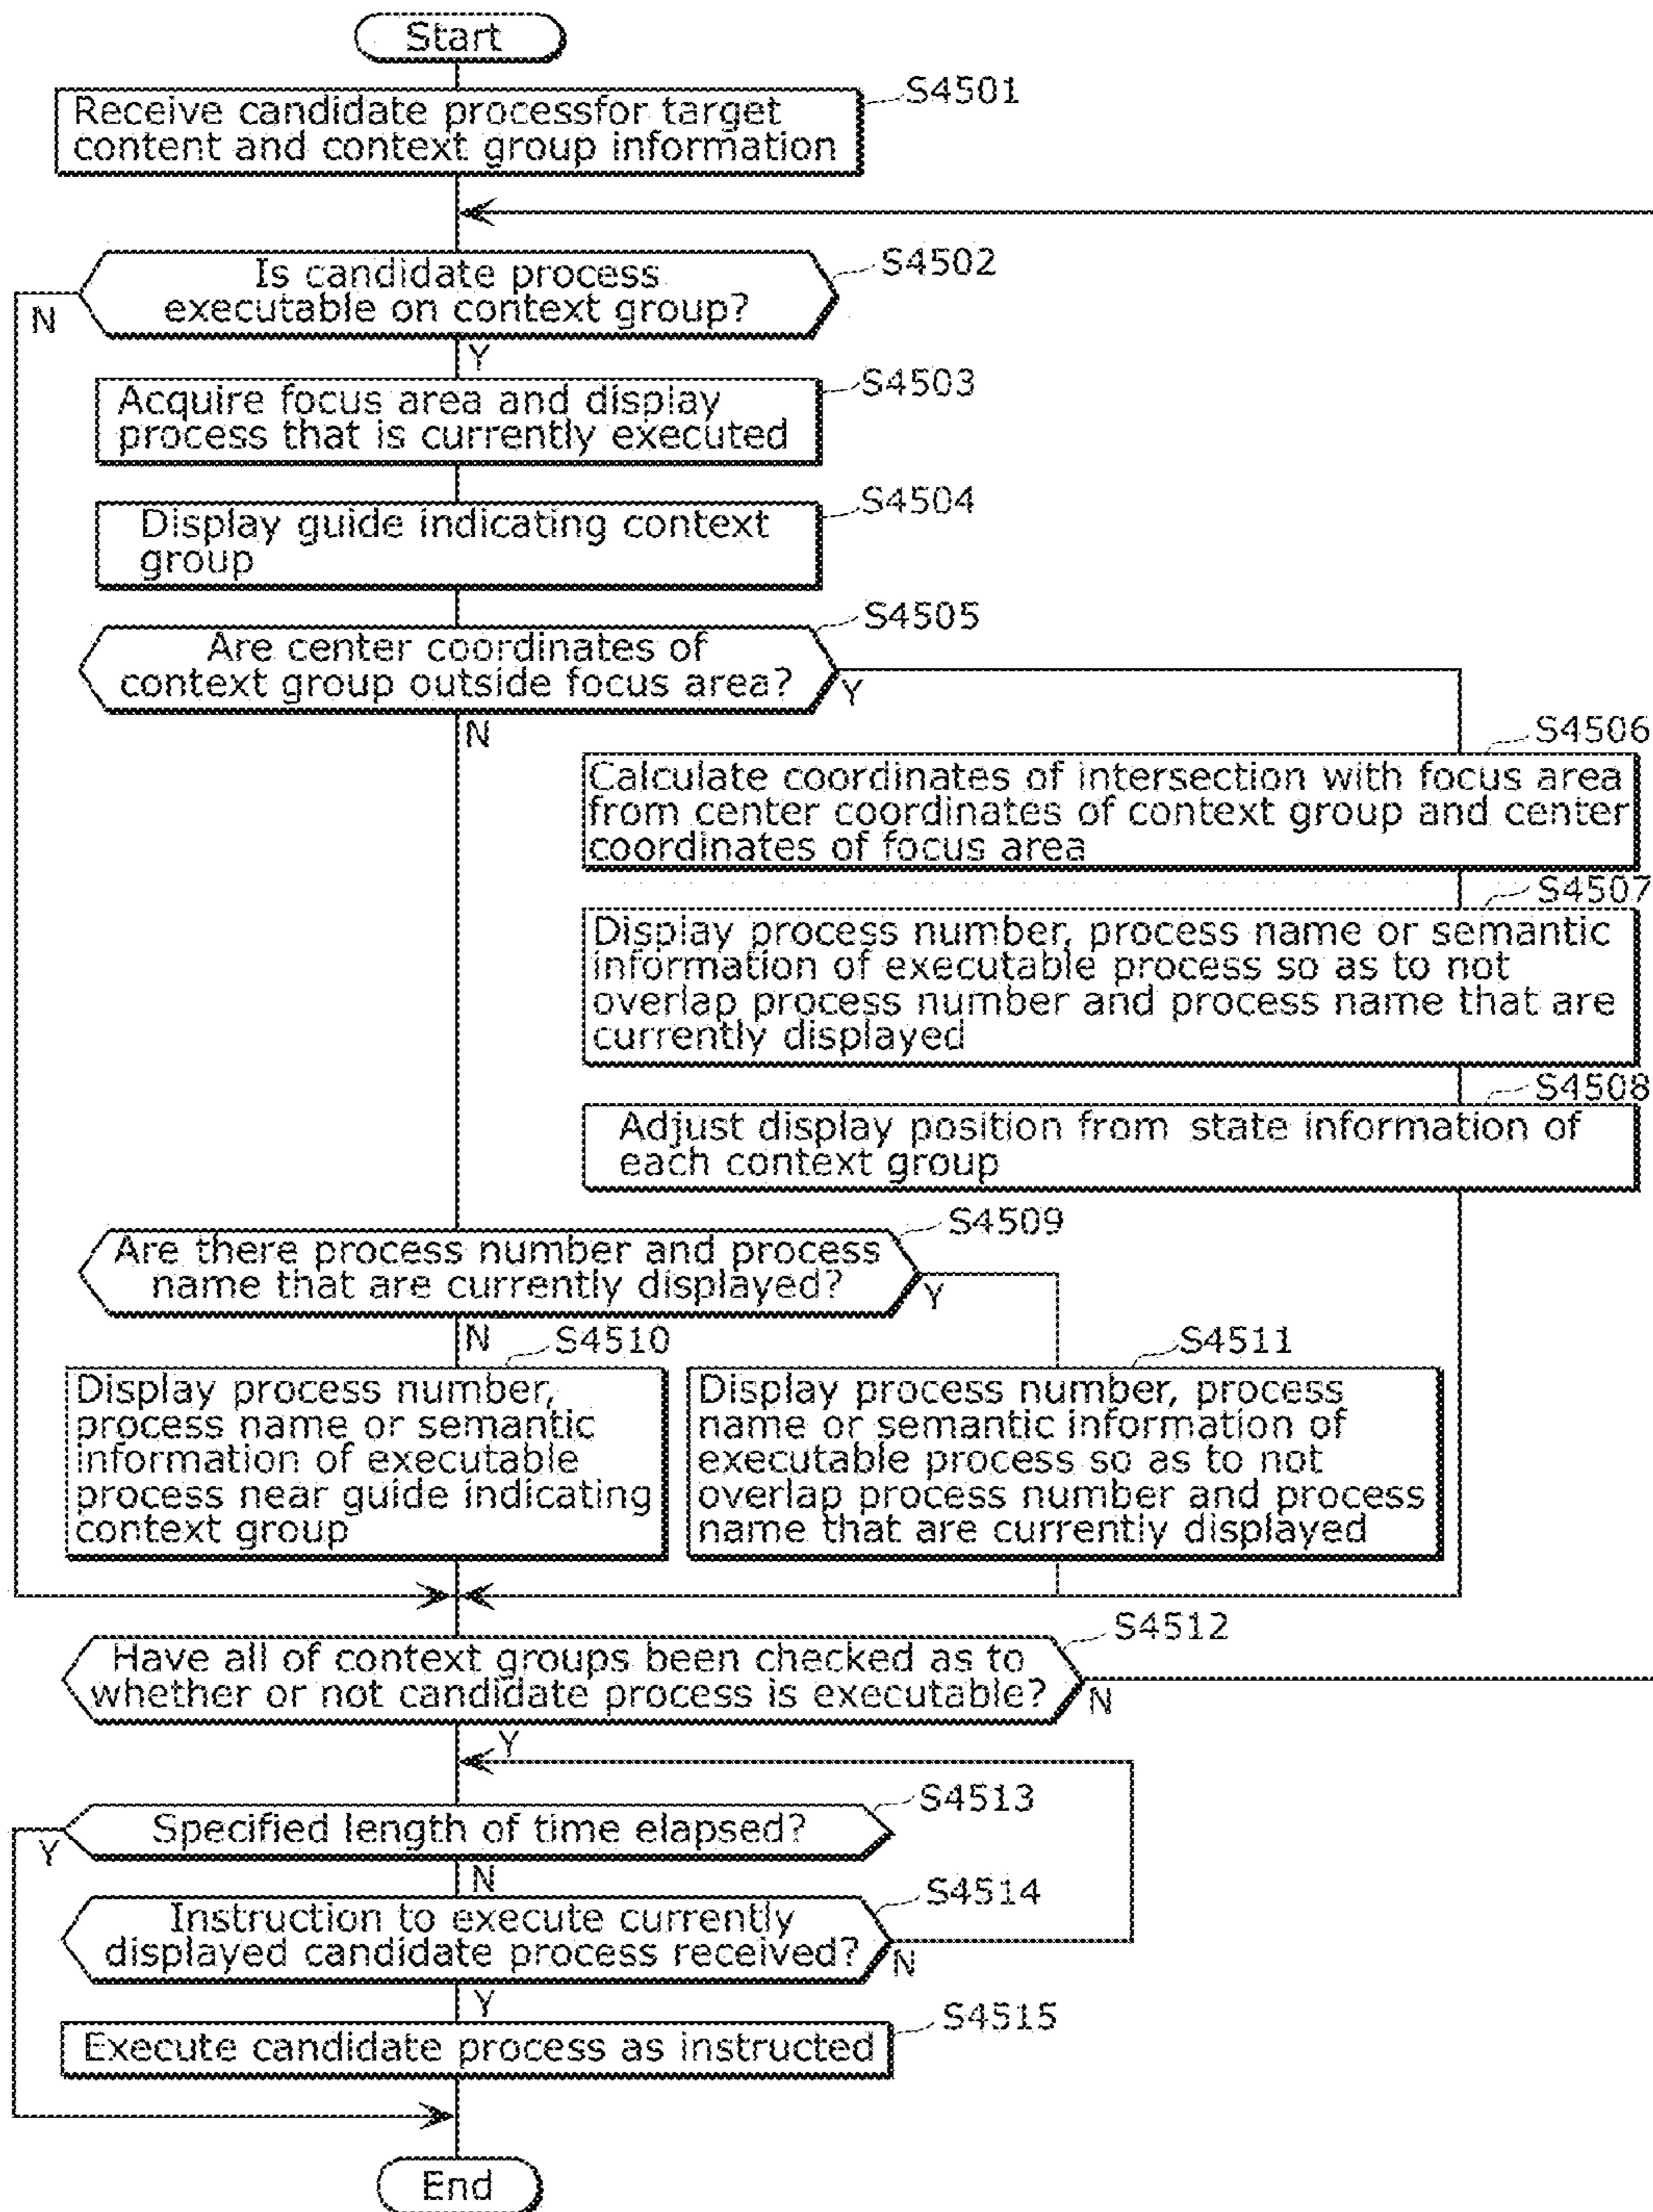 Start
S4501
Receive candidate processfor target
content and context group information
S4502
Is candidate process
executable on context group?
N
Y
S4503
Acquire focus area and display
process that is currently executed
S4504
Display guide indicating context
group
S4505
Are center coordinates of
context group outside focus area?
Y
N
S4506
Calculate coordinates of intersection with focus area
from center coordinates of context group and center
coordinates of focus area
S4507
Display process number, process name or semantic
information of executable process so as to not
overlap process number and process name that are
currently displayed
S4508
Adjust display position from state information of
each context group
S4509
Are there process number and process
name that are currently displayed?
Y
N
S4510
Display process number,
process name or semantic
information of executable
process near guide indicating
context group
S4511
Display process number, process
name or semantic information of
executable process so as to not
overlap process number and process
name that are currently displayed
S4512
Have all of context groups been checked as to
whether or not candidate process is executable?
N
Y
S4513
Specified length of time elapsed?
Y
N
S4514
Instruction to execute currently
displayed candidate process received?
N
Y
S4515
Execute candidate process as instructed
End